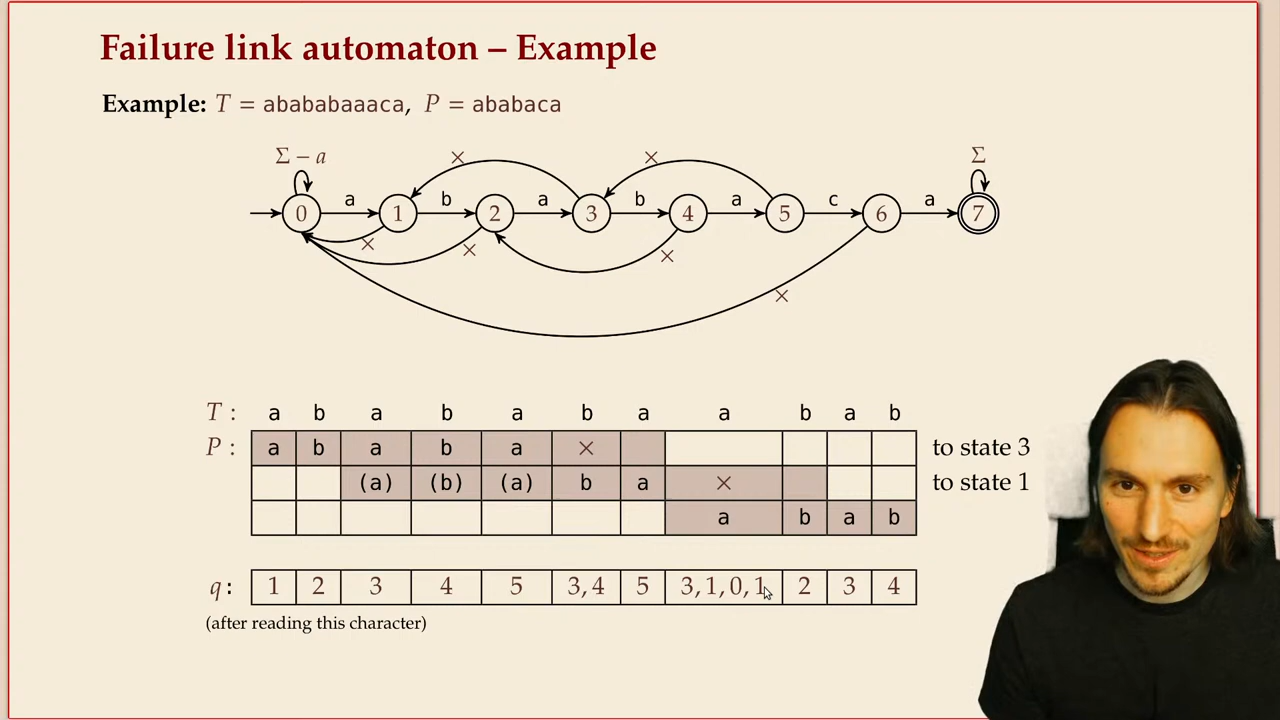 Failure link automaton – Example
Example: T = abababaaaca, P = ababaca
Σ − a × × Σ
a b a b a c a
0 1 2 3 4 5 6 7
× × ×
×
T : a b a b a b a a b a b
P : a b a b a × to state 3
(a) (b) (a) b a × to state 1
a b a b
q : 1 2 3 4 5 3, 4 5 3, 1, 0, 1 2 3 4
(after reading this character)